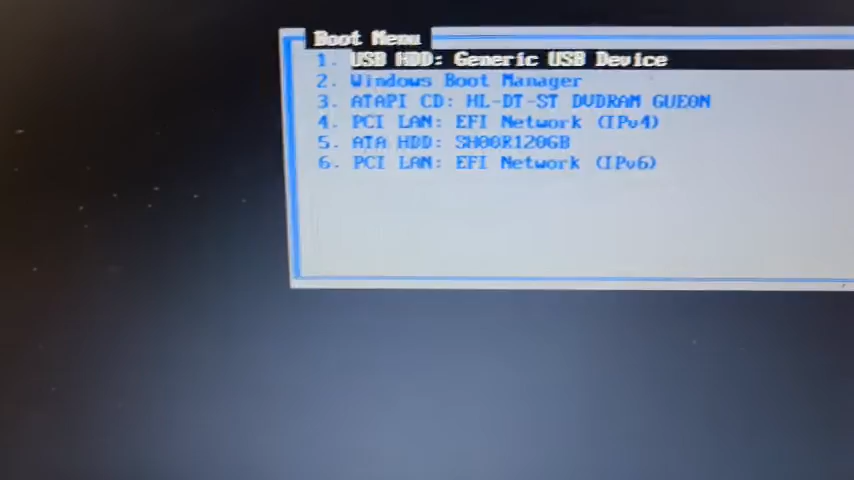 Boot Menu
1. USB HDD: Generic USB Device
2. Windows Boot Manager
3. ATAPI CD: HL-DT-ST DVDRAM GUE0N
4. PCI LAN: EFI Network (IPv4)
5. ATA HDD: SH00R120GB
6. PCI LAN: EFI Network (IPv6)